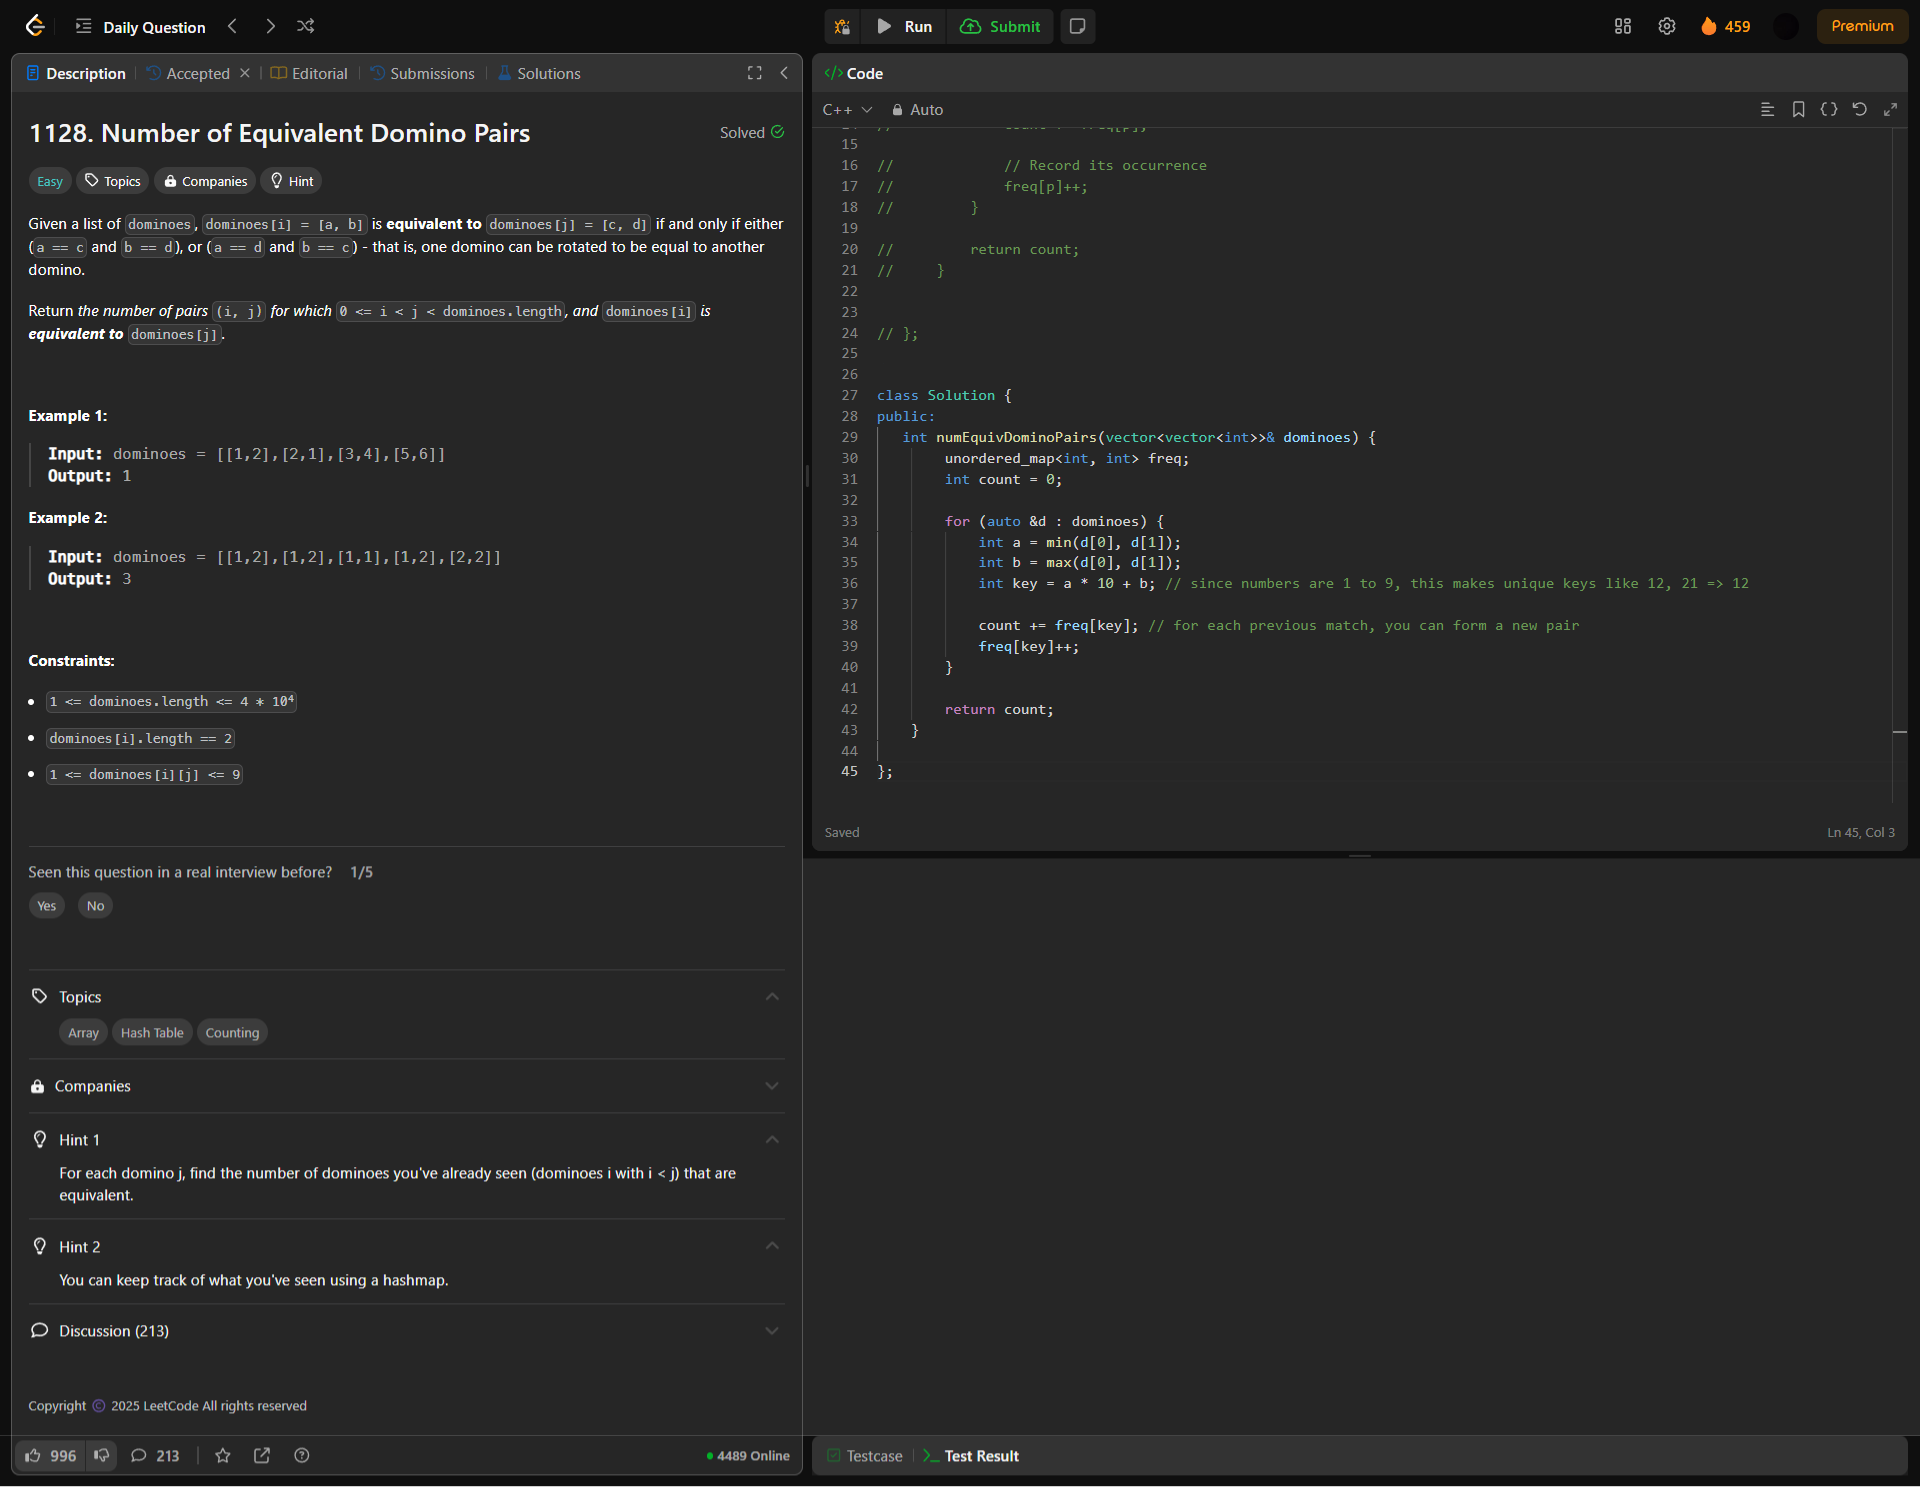 Daily Question
Run
Submit
459
Premium
Description
Accepted
Editorial
Submissions
Solutions
1128. Number of Equivalent Domino Pairs
Solved
Easy
Topics
Companies
Hint
Given a list of dominoes, dominoes[i] = [a, b] is equivalent to dominoes[j] = [c, d] if and only if either
(a == c and b == d), or (a == d and b == c) - that is, one domino can be rotated to be equal to another
domino.
Return the number of pairs (i, j) for which 0 <= i < j < dominoes.length, and dominoes[i] is
equivalent to dominoes[j].
Example 1:
Input: dominoes = [[1,2],[2,1],[3,4],[5,6]]
Output: 1
Example 2:
Input: dominoes = [[1,2],[1,2],[1,1],[1,2],[2,2]]
Output: 3
Constraints:
1 <= dominoes.length <= 4 * 10⁴
dominoes[i].length == 2
1 <= dominoes[i][j] <= 9
Seen this question in a real interview before? 1/5
Yes
No
Topics
Array
Hash Table
Counting
Companies
Hint 1
For each domino j, find the number of dominoes you've already seen (dominoes i with i < j) that are
equivalent.
Hint 2
You can keep track of what you've seen using a hashmap.
Discussion (213)
Copyright © 2025 LeetCode All rights reserved
996
213
4489 Online
</> Code
C++
Auto
15
16 // // Record its occurrence
17 // freq[p]++;
18 // }
19
20 // return count;
21 // }
22
23
24 // };
25
26
27 class Solution {
28 public:
29 int numEquivDominoPairs(vector<vector<int>>& dominoes) {
30 unordered_map<int, int> freq;
31 int count = 0;
32
33 for (auto &d : dominoes) {
34 int a = min(d[0], d[1]);
35 int b = max(d[0], d[1]);
36 int key = a * 10 + b; // since numbers are 1 to 9, this makes unique keys like 12, 21 => 12
37
38 count += freq[key]; // for each previous match, you can form a new pair
39 freq[key]++;
40 }
41
42 return count;
43 }
44
45 };
Saved
Ln 45, Col 3
Testcase
Test Result